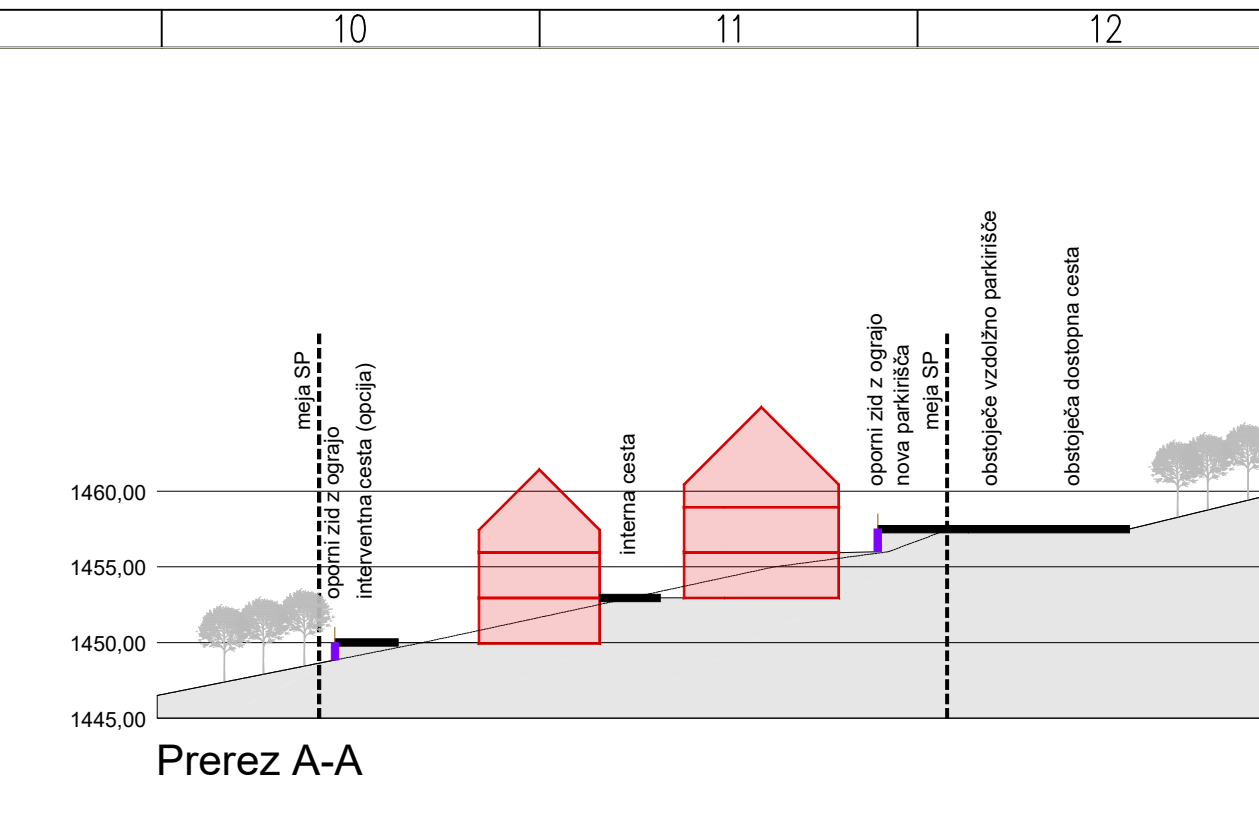 10
11
12
meja SP
oporni zid z ograjo
interventna cesta (opcija)
interna cesta
oporni zid z ograjo
nova parkirišča
meja SP
obstoječe vzdolžno parkirišče
obstoječa dostopna cesta
1460,00
1455,00
1450,00
1445,00
Prerez A-A